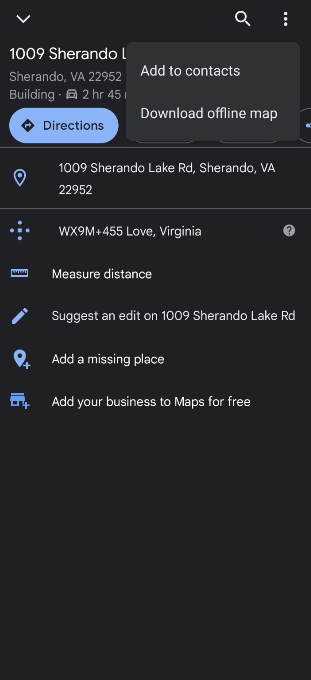 1009 Sherando L
Add to contacts
Sherando, VA 22952
Building · 2 hr 45
Download offline map
Directions
1009 Sherando Lake Rd, Sherando, VA
22952
WX9M+455 Love, Virginia
Measure distance
Suggest an edit on 1009 Sherando Lake Rd
Add a missing place
Add your business to Maps for free